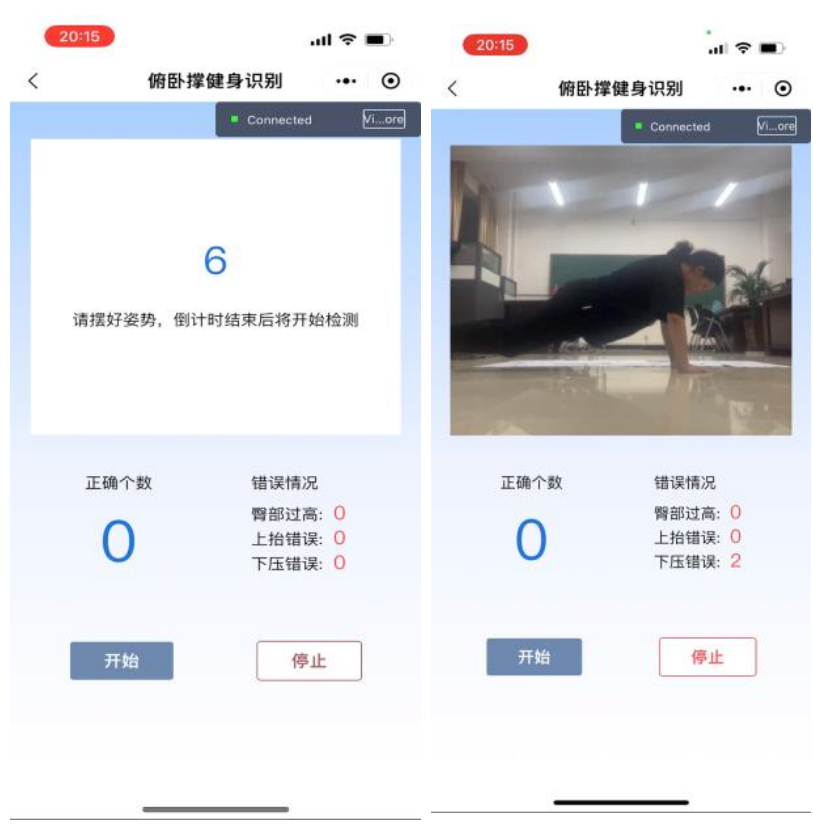 20:15
俯卧撑健身识别
Connected
Vi...ore
6
请摆好姿势，倒计时结束后将开始检测
正确个数
0
错误情况
臀部过高: 0
上抬错误: 0
下压错误: 0
开始
停止
20:15
俯卧撑健身识别
Connected
Vi...ore
正确个数
0
错误情况
臀部过高: 0
上抬错误: 0
下压错误: 2
开始
停止